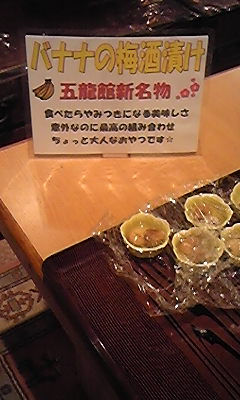 バナナの梅酒漬け
五龍館新名物
食べたらやみつきになる美味しさ
意外なのに最高の組み合わせ
ちょっと大人なおやつです☆